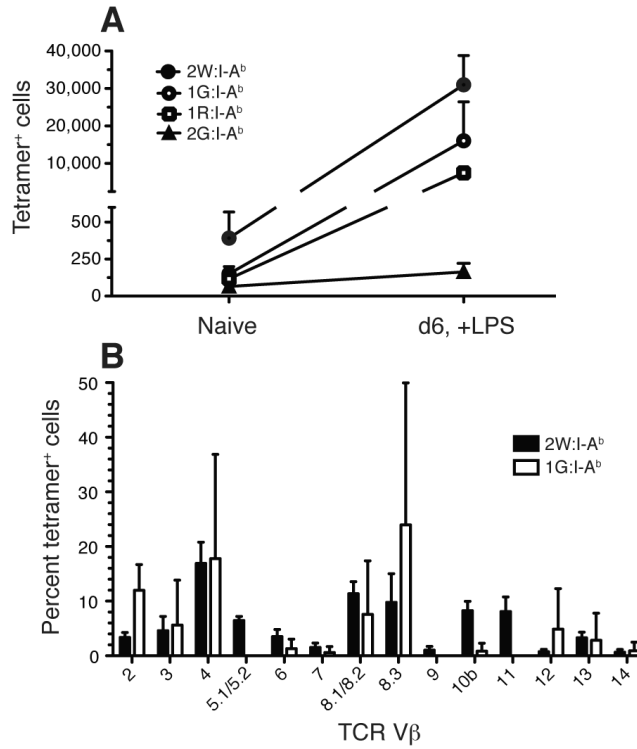 A
Tetramer⁺ cells
40,000
30,000
20,000
10,000
500
250
0
2W:I-Aᵇ
1G:I-Aᵇ
1R:I-Aᵇ
2G:I-Aᵇ
Naive
d6, +LPS
B
Percent tetramer⁺ cells
50
40
30
20
10
0
2W:I-Aᵇ
1G:I-Aᵇ
2
3
4
5.1/5.2
6
7
8.1/8.2
8.3
9
10b
11
12
13
14
TCR Vβ